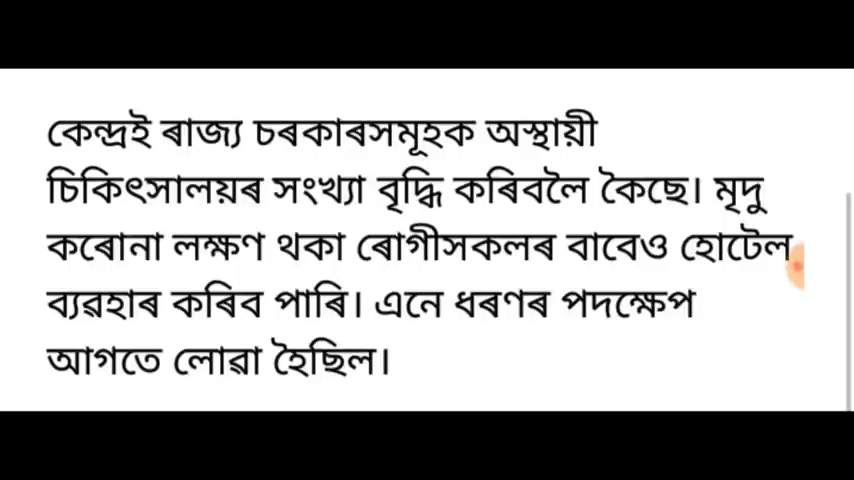 কেন্দ্ৰই ৰাজ্য চৰকাৰসমূহক অস্থায়ী
চিকিৎসালয়ৰ সংখ্যা বৃদ্ধি কৰিবলৈ কৈছে। মৃদু
কৰোনা লক্ষণ থকা ৰোগীসকলৰ বাবেও হোটেল
ব্যৱহাৰ কৰিব পাৰি। এনে ধৰণৰ পদক্ষেপ
আগতে লোৱা হৈছিল।